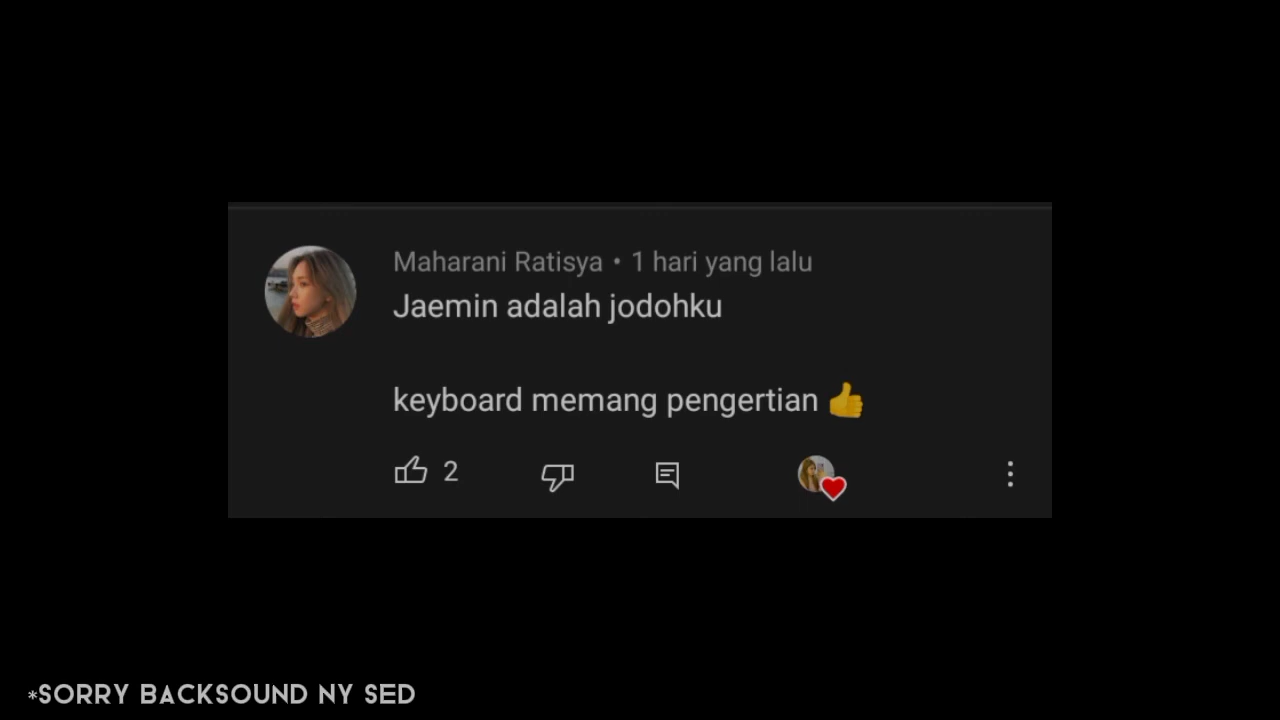 Maharani Ratisya • 1 hari yang lalu
Jaemin adalah jodohku
keyboard memang pengertian 👍
2
*SORRY BACKSOUND NY SED